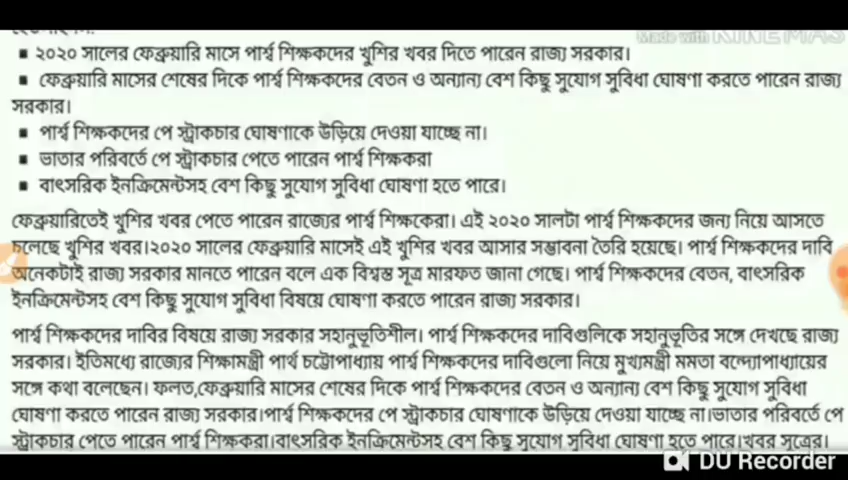 Made with KINEMAS
▪ ২০২০ সালের ফেব্রুয়ারি মাসে পার্শ্ব শিক্ষকদের খুশির খবর দিতে পারেন রাজ্য সরকার।
▪ ফেব্রুয়ারি মাসের শেষের দিকে পার্শ্ব শিক্ষকদের বেতন ও অন্যান্য বেশ কিছু সুযোগ সুবিধা ঘোষণা করতে পারেন রাজ্য
সরকার।
▪ পার্শ্ব শিক্ষকদের পে স্ট্রাকচার ঘোষণাকে উড়িয়ে দেওয়া যাচ্ছে না।
▪ ভাতার পরিবর্তে পে স্ট্রাকচার পেতে পারেন পার্শ্ব শিক্ষকরা
▪ বাৎসরিক ইনক্রিমেন্টসহ বেশ কিছু সুযোগ সুবিধা ঘোষণা হতে পারে।
ফেব্রুয়ারিতেই খুশির খবর পেতে পারেন রাজ্যের পার্শ্ব শিক্ষকেরা। এই ২০২০ সালটা পার্শ্ব শিক্ষকদের জন্য নিয়ে আসতে
চলেছে খুশির খবর।২০২০ সালের ফেব্রুয়ারি মাসেই এই খুশির খবর আসার সম্ভাবনা তৈরি হয়েছে। পার্শ্ব শিক্ষকদের দাবি
অনেকটাই রাজ্য সরকার মানতে পারেন বলে এক বিশ্বস্ত সূত্র মারফত জানা গেছে। পার্শ্ব শিক্ষকদের বেতন, বাৎসরিক
ইনক্রিমেন্টসহ বেশ কিছু সুযোগ সুবিধা বিষয়ে ঘোষণা করতে পারেন রাজ্য সরকার।
পার্শ্ব শিক্ষকদের দাবির বিষয়ে রাজ্য সরকার সহানুভূতিশীল। পার্শ্ব শিক্ষকদের দাবিগুলিকে সহানুভূতির সঙ্গে দেখছে রাজ্য
সরকার। ইতিমধ্যে রাজ্যের শিক্ষামন্ত্রী পার্থ চট্টোপাধ্যায় পার্শ্ব শিক্ষকদের দাবিগুলো নিয়ে মুখ্যমন্ত্রী মমতা বন্দ্যোপাধ্যায়ের
সঙ্গে কথা বলেছেন। ফলত,ফেব্রুয়ারি মাসের শেষের দিকে পার্শ্ব শিক্ষকদের বেতন ও অন্যান্য বেশ কিছু সুযোগ সুবিধা
ঘোষণা করতে পারেন রাজ্য সরকার।পার্শ্ব শিক্ষকদের পে স্ট্রাকচার ঘোষণাকে উড়িয়ে দেওয়া যাচ্ছে না।ভাতার পরিবর্তে পে
স্ট্রাকচার পেতে পারেন পার্শ্ব শিক্ষকরা।বাৎসরিক ইনক্রিমেন্টসহ বেশ কিছু সুযোগ সুবিধা ঘোষণা হতে পারে।খবর সূত্রের।
DU Recorder